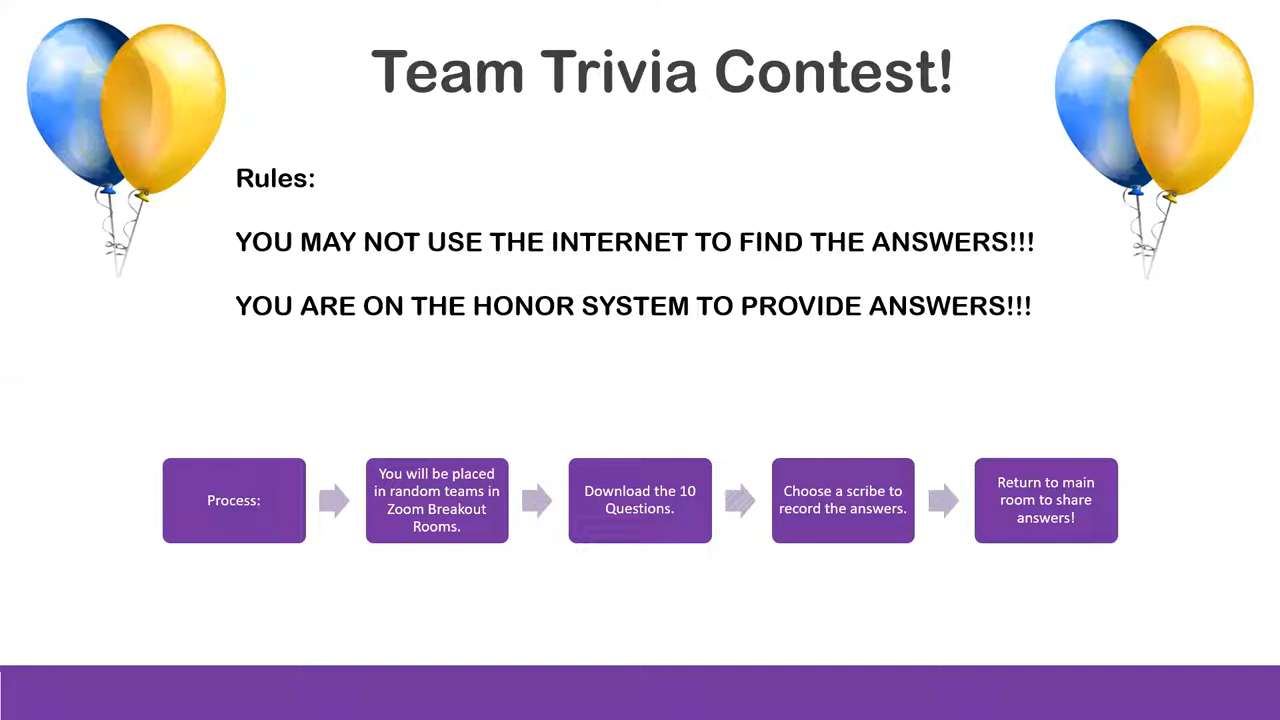 Team Trivia Contest!
Rules:
YOU MAY NOT USE THE INTERNET TO FIND THE ANSWERS!!!
YOU ARE ON THE HONOR SYSTEM TO PROVIDE ANSWERS!!!
Process:
You will be placed
in random teams in
Zoom Breakout
Rooms.
Download the 10
Questions.
Choose a scribe to
record the answers.
Return to main
room to share
answers!